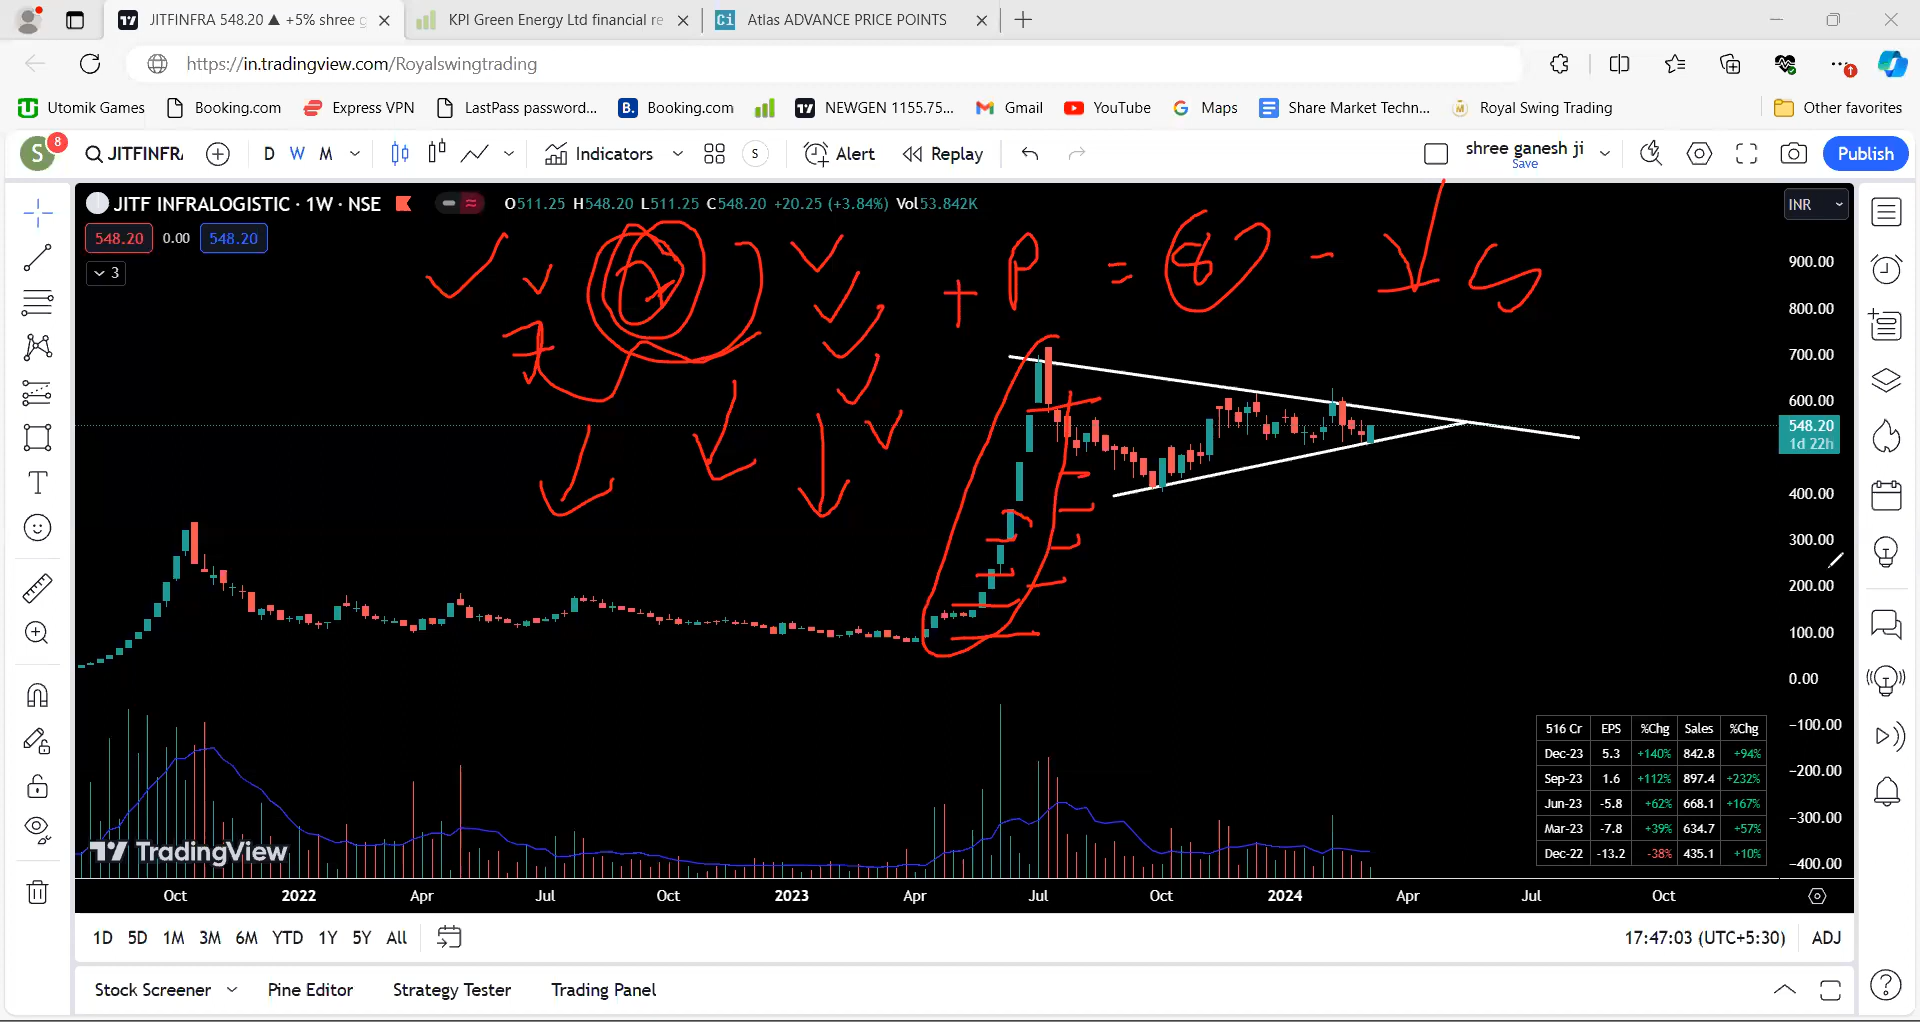 JITFINFRA 548.20 ▲ +5% shree g
KPI Green Energy Ltd financial re
Ci Atlas ADVANCE PRICE POINTS
https://in.tradingview.com/Royalswingtrading
Utomik Games Booking.com Express VPN LastPass password... B. Booking.com NEWGEN 1155.75... Gmail YouTube Maps Share Market Techn... Royal Swing Trading Other favorites
S 8 JITFINFRA D W M Indicators S Alert Replay shree ganesh ji Save Publish
JITF INFRALOGISTIC · 1W · NSE O511.25 H548.20 L511.25 C548.20 +20.25 (+3.84%) Vol53.842K INR
548.20 0.00 548.20
3
+ P = 8 -
900.00
800.00
700.00
600.00
548.20
1d 22h
400.00
300.00
200.00
100.00
0.00
-100.00
-200.00
-300.00
-400.00
516 Cr EPS %Chg Sales %Chg
Dec-23 5.3 +140% 842.8 +94%
Sep-23 1.6 +112% 897.4 +232%
Jun-23 -5.8 +62% 668.1 +167%
Mar-23 -7.8 +39% 634.7 +57%
Dec-22 -13.2 -38% 435.1 +10%
TradingView
Oct 2022 Apr Jul Oct 2023 Apr Jul Oct 2024 Apr Jul Oct
1D 5D 1M 3M 6M YTD 1Y 5Y All 17:47:03 (UTC+5:30) ADJ
Stock Screener Pine Editor Strategy Tester Trading Panel